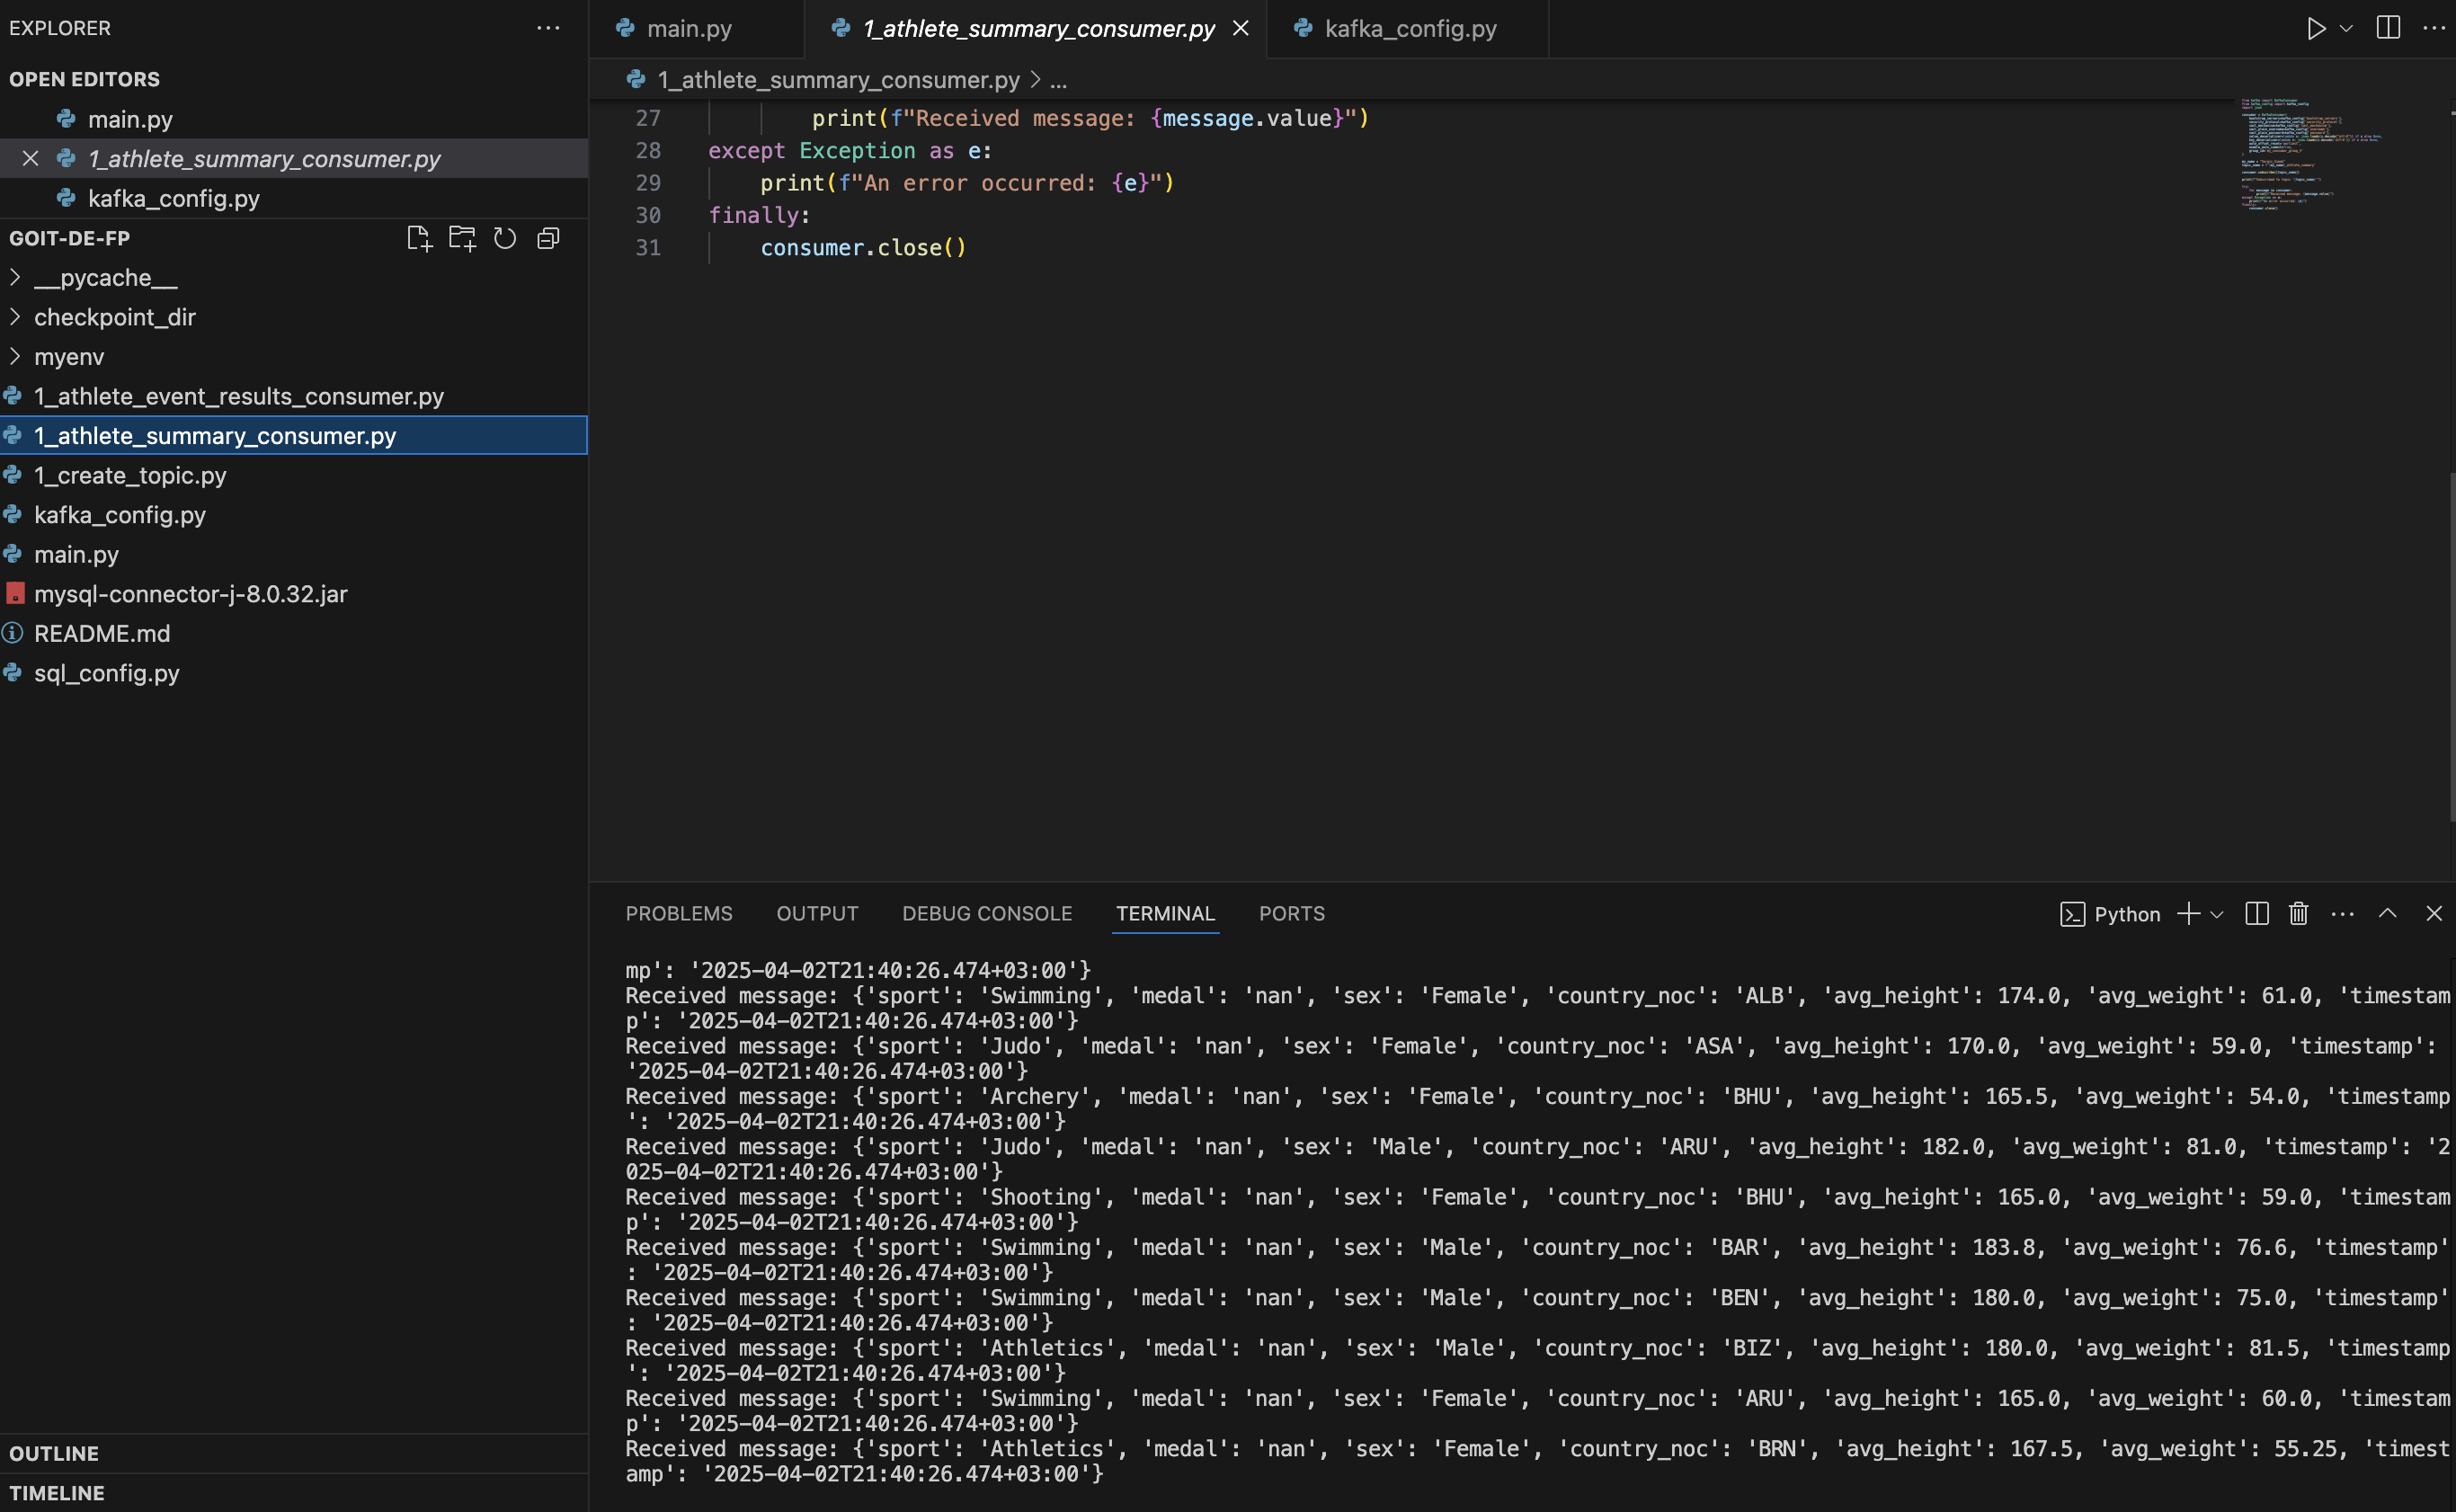 EXPLORER
OPEN EDITORS
main.py
1_athlete_summary_consumer.py
kafka_config.py
GOIT-DE-FP
__pycache__
checkpoint_dir
myenv
1_athlete_event_results_consumer.py
1_athlete_summary_consumer.py
1_create_topic.py
kafka_config.py
main.py
mysql-connector-j-8.0.32.jar
README.md
sql_config.py
OUTLINE
TIMELINE
main.py
1_athlete_summary_consumer.py
kafka_config.py
1_athlete_summary_consumer.py > ...
27 print(f"Received message: {message.value}")
28 except Exception as e:
29 print(f"An error occurred: {e}")
30 finally:
31 consumer.close()
PROBLEMS OUTPUT DEBUG CONSOLE TERMINAL PORTS
Python
mp': '2025-04-02T21:40:26.474+03:00'}
Received message: {'sport': 'Swimming', 'medal': 'nan', 'sex': 'Female', 'country_noc': 'ALB', 'avg_height': 174.0, 'avg_weight': 61.0, 'timestam
p': '2025-04-02T21:40:26.474+03:00'}
Received message: {'sport': 'Judo', 'medal': 'nan', 'sex': 'Female', 'country_noc': 'ASA', 'avg_height': 170.0, 'avg_weight': 59.0, 'timestamp':
'2025-04-02T21:40:26.474+03:00'}
Received message: {'sport': 'Archery', 'medal': 'nan', 'sex': 'Female', 'country_noc': 'BHU', 'avg_height': 165.5, 'avg_weight': 54.0, 'timestamp
': '2025-04-02T21:40:26.474+03:00'}
Received message: {'sport': 'Judo', 'medal': 'nan', 'sex': 'Male', 'country_noc': 'ARU', 'avg_height': 182.0, 'avg_weight': 81.0, 'timestamp': '2
025-04-02T21:40:26.474+03:00'}
Received message: {'sport': 'Shooting', 'medal': 'nan', 'sex': 'Female', 'country_noc': 'BHU', 'avg_height': 165.0, 'avg_weight': 59.0, 'timestam
p': '2025-04-02T21:40:26.474+03:00'}
Received message: {'sport': 'Swimming', 'medal': 'nan', 'sex': 'Male', 'country_noc': 'BAR', 'avg_height': 183.8, 'avg_weight': 76.6, 'timestamp'
: '2025-04-02T21:40:26.474+03:00'}
Received message: {'sport': 'Swimming', 'medal': 'nan', 'sex': 'Male', 'country_noc': 'BEN', 'avg_height': 180.0, 'avg_weight': 75.0, 'timestamp'
: '2025-04-02T21:40:26.474+03:00'}
Received message: {'sport': 'Athletics', 'medal': 'nan', 'sex': 'Male', 'country_noc': 'BIZ', 'avg_height': 180.0, 'avg_weight': 81.5, 'timestamp
': '2025-04-02T21:40:26.474+03:00'}
Received message: {'sport': 'Swimming', 'medal': 'nan', 'sex': 'Female', 'country_noc': 'ARU', 'avg_height': 165.0, 'avg_weight': 60.0, 'timestam
p': '2025-04-02T21:40:26.474+03:00'}
Received message: {'sport': 'Athletics', 'medal': 'nan', 'sex': 'Female', 'country_noc': 'BRN', 'avg_height': 167.5, 'avg_weight': 55.25, 'timest
amp': '2025-04-02T21:40:26.474+03:00'}